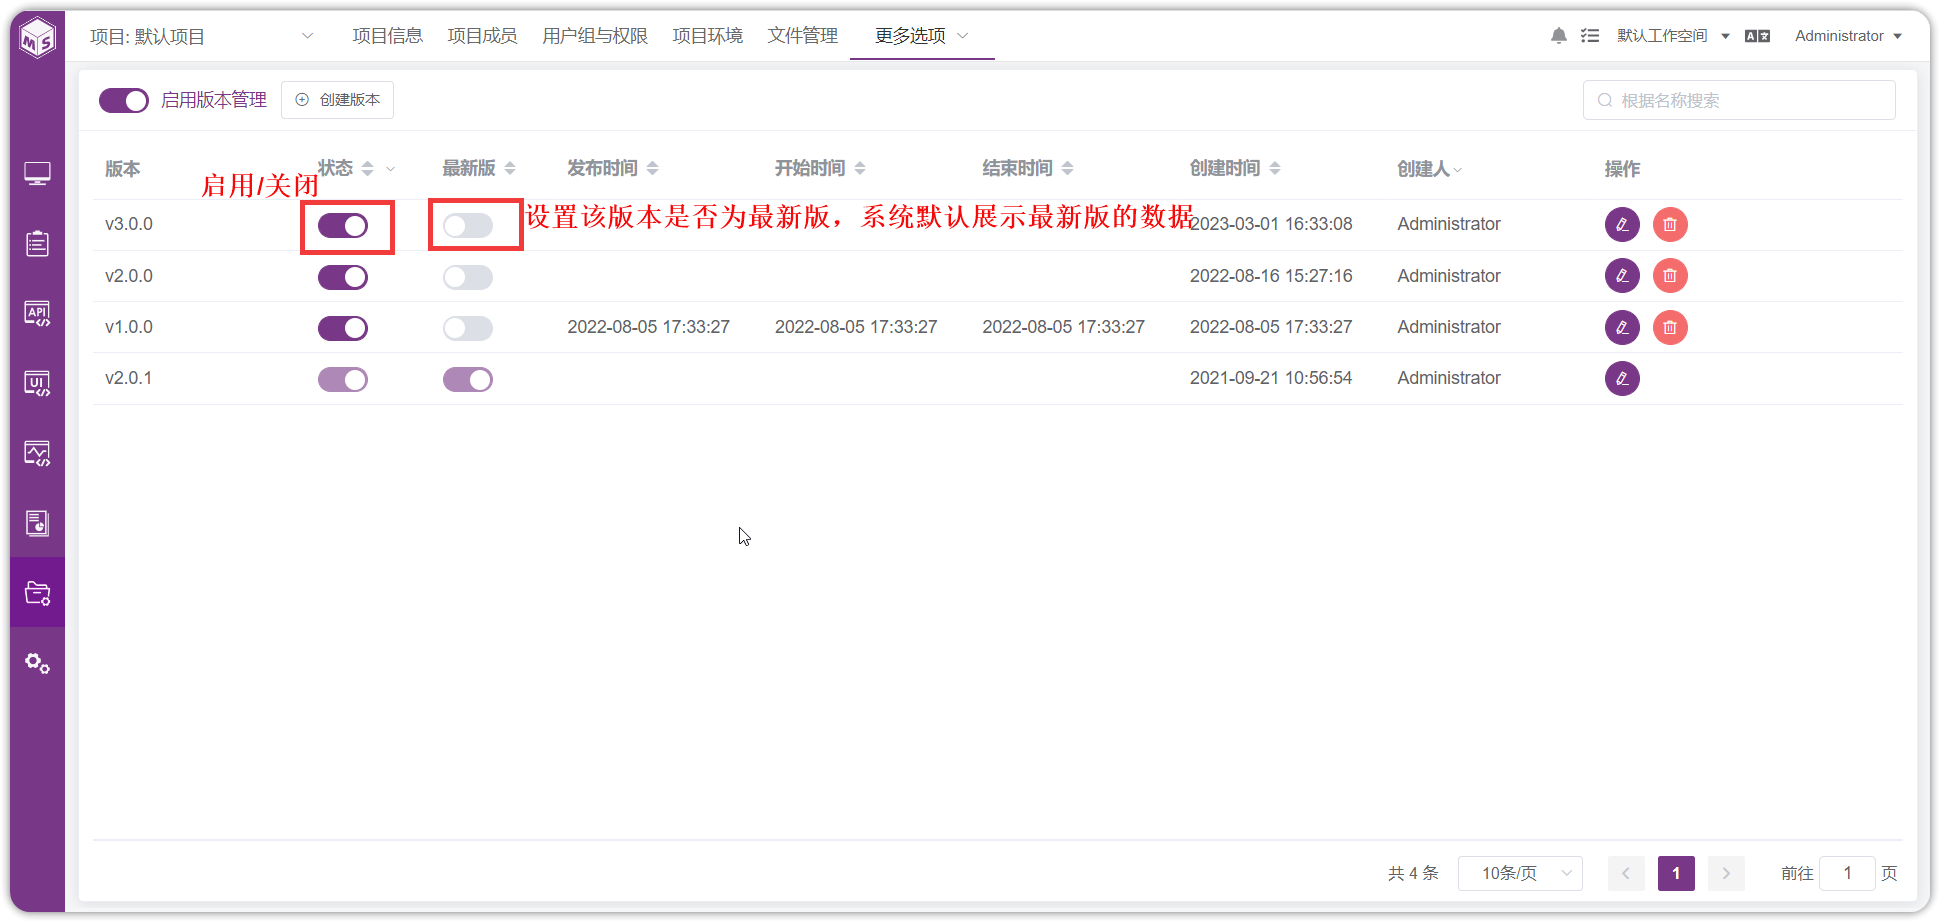 项目: 默认项目 项目信息 项目成员 用户组与权限 项目环境 文件管理 更多选项 默认工作空间 Administrator
MS
启用版本管理 创建版本 根据名称搜索
版本 状态 最新版 发布时间 开始时间 结束时间 创建时间 创建人 操作
启用/关闭
设置该版本是否为最新版，系统默认展示最新版的数据
v3.0.0 2023-03-01 16:33:08 Administrator
v2.0.0 2022-08-16 15:27:16 Administrator
v1.0.0 2022-08-05 17:33:27 2022-08-05 17:33:27 2022-08-05 17:33:27 2022-08-05 17:33:27 Administrator
v2.0.1 2021-09-21 10:56:54 Administrator
API
UI
共 4 条 10条/页 1 前往 1 页